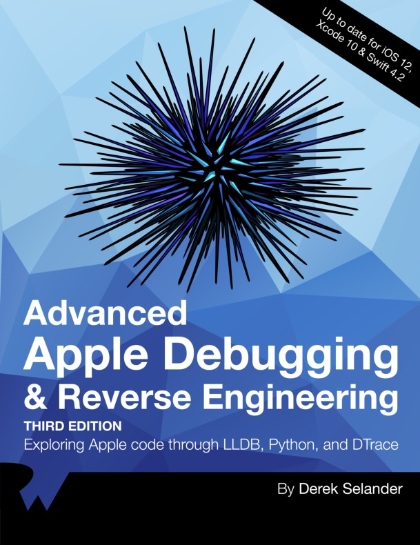 Up to date for iOS 12,
Xcode 10 & Swift 4.2
Advanced
Apple Debugging
& Reverse Engineering
THIRD EDITION
Exploring Apple code through LLDB, Python, and DTrace
By Derek Selander